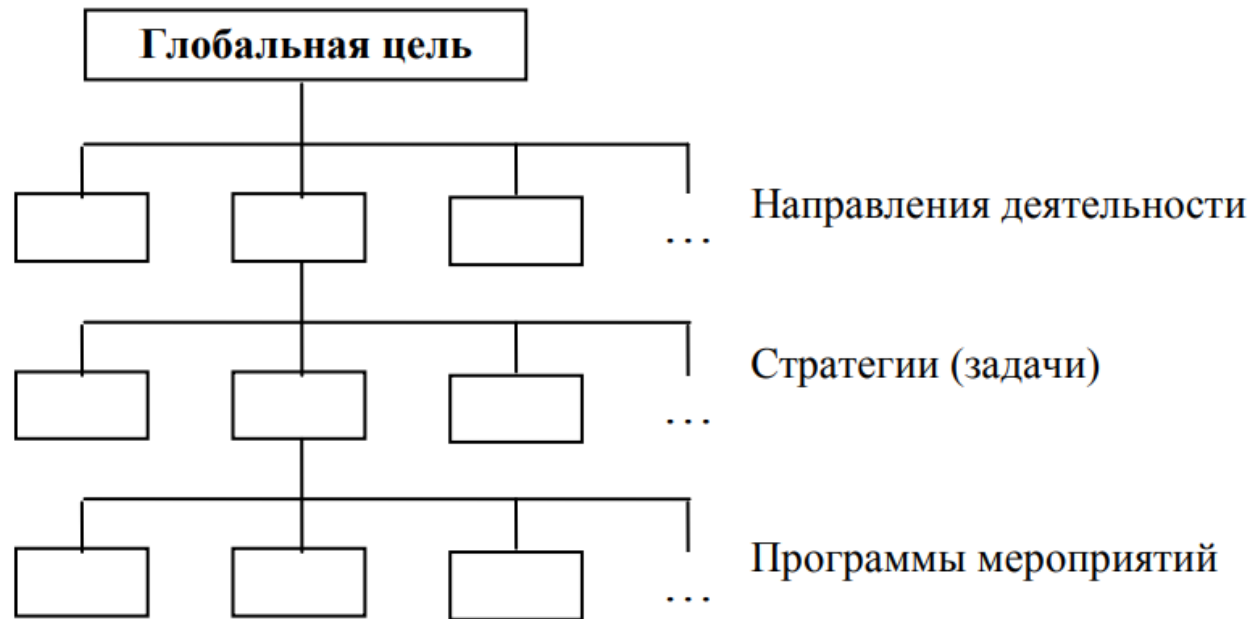 Глобальная цель
Направления деятельности
...
Стратегии (задачи)
...
Программы мероприятий
...